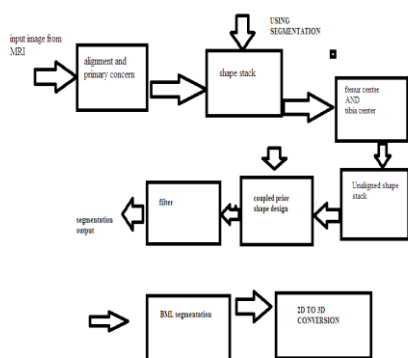 USING
SEGMENTATION
input image from
MRI
alignment and
primary concern
shape stack
femur center
AND
tibia center
Unaligned shape
stack
coupled prior
shape design
filter
segmentation
output
BML segmentation
2D TO 3D
CONVERSION